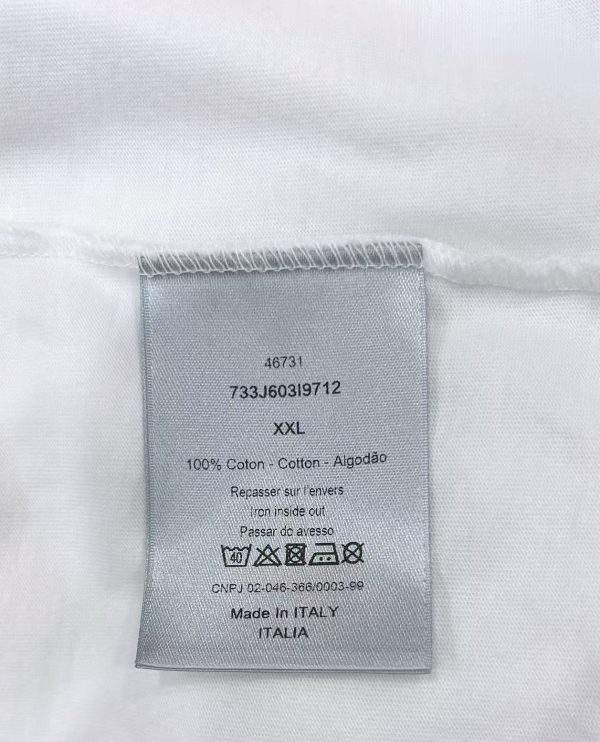 46731
733J603I9712
XXL
100% Coton - Cotton - Algodão
Repasser sur l'envers
Iron inside out
Passar do avesso
40
CNPJ 02-046-366/0003-99
Made In ITALY
ITALIA